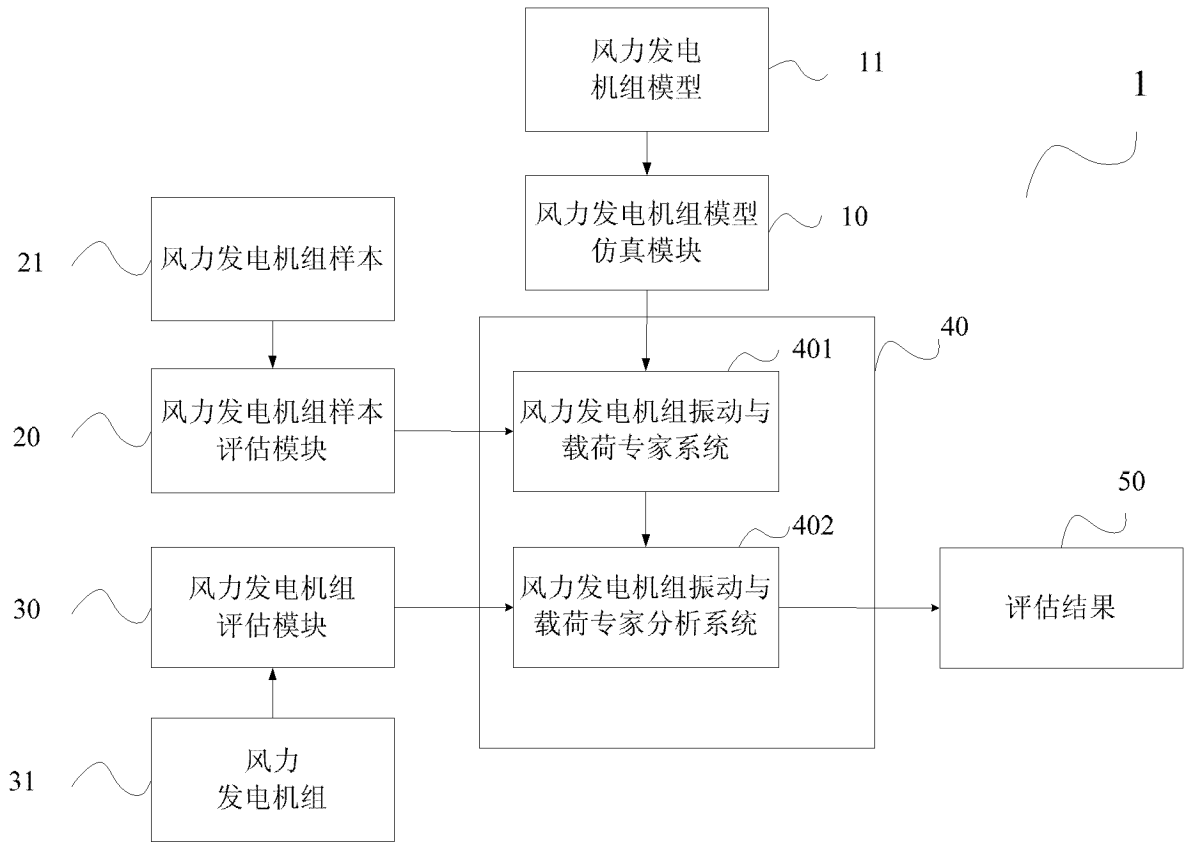 风力发电
机组模型
11
1
风力发电机组模型
仿真模块
10
21
风力发电机组样本
40
401
20
风力发电机组样本
评估模块
风力发电机组振动与
载荷专家系统
50
402
30
风力发电机组
评估模块
风力发电机组振动与
载荷专家分析系统
评估结果
31
风力
发电机组